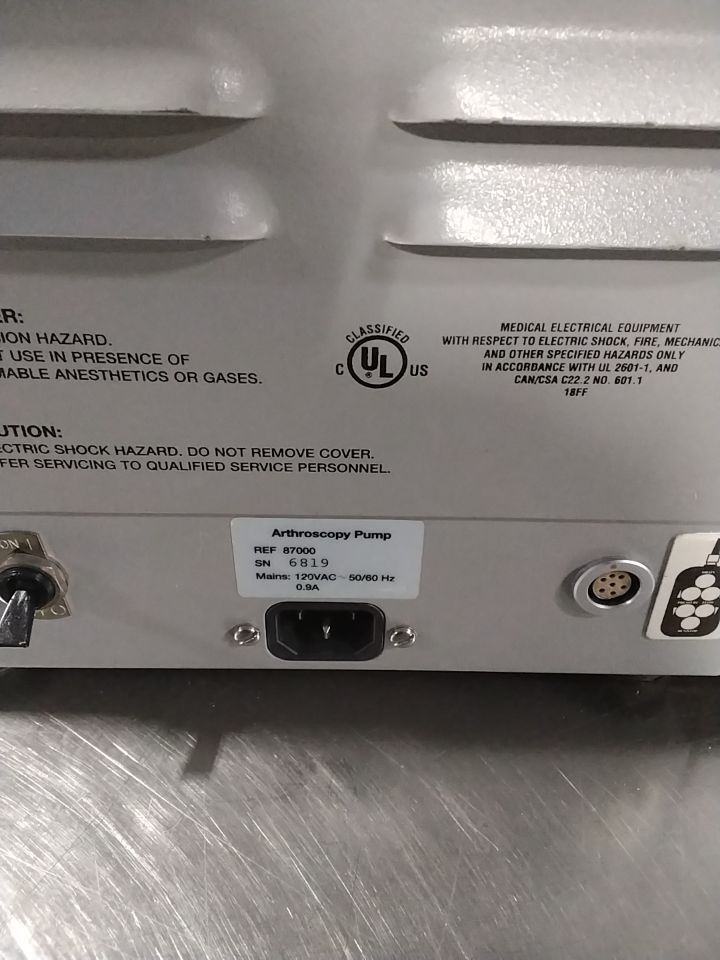 ER:
ION HAZARD.
T USE IN PRESENCE OF
MABLE ANESTHETICS OR GASES.
CLASSIFIED
C UL ® US
MEDICAL ELECTRICAL EQUIPMENT
WITH RESPECT TO ELECTRIC SHOCK, FIRE, MECHANIC
AND OTHER SPECIFIED HAZARDS ONLY
IN ACCORDANCE WITH UL 2601-1, AND
CAN/CSA C22.2 NO. 601.1
18FF
UTION:
CTRIC SHOCK HAZARD. DO NOT REMOVE COVER.
FER SERVICING TO QUALIFIED SERVICE PERSONNEL.
ON I
O
Arthroscopy Pump
REF 87000
SN 6819
Mains: 120VAC ~ 50/60 Hz
0.9A